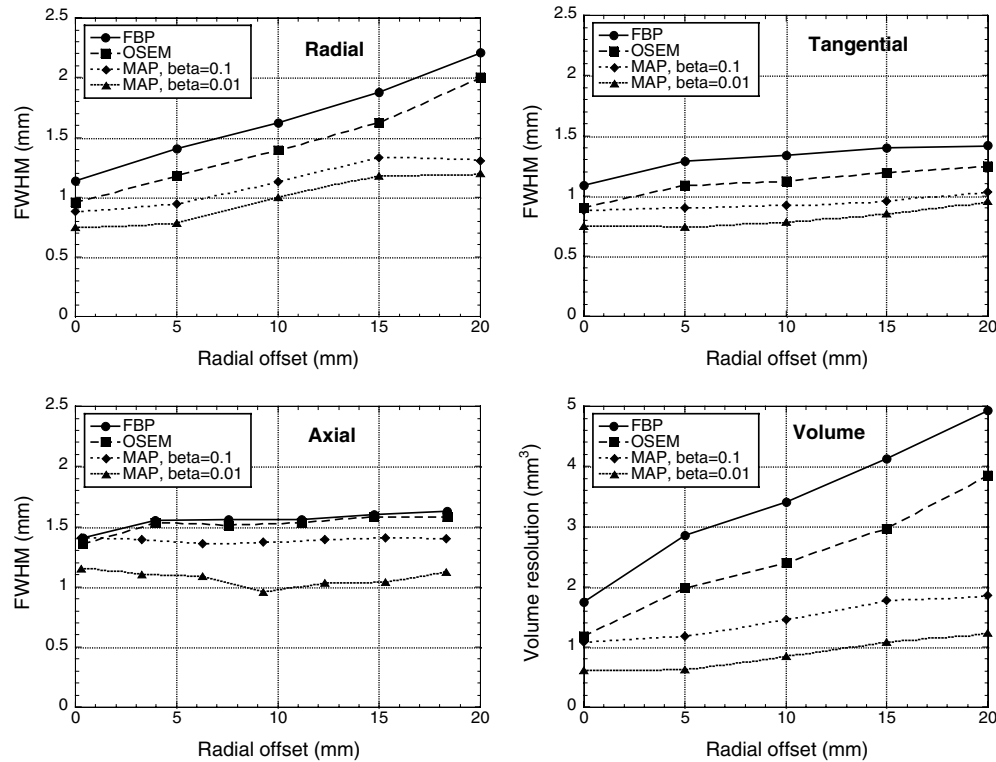 Radial
FBP
OSEM
MAP, beta=0.1
MAP, beta=0.01
FWHM (mm)
2.5
2
1.5
1
0.5
0
0 5 10 15 20
Radial offset (mm)
Tangential
FBP
OSEM
MAP, beta=0.1
MAP, beta=0.01
FWHM (mm)
2.5
2
1.5
1
0.5
0
0 5 10 15 20
Radial offset (mm)
Axial
FBP
OSEM
MAP, beta=0.1
MAP, beta=0.01
FWHM (mm)
2.5
2
1.5
1
0.5
0
0 5 10 15 20
Radial offset (mm)
Volume
FBP
OSEM
MAP, beta=0.1
MAP, beta=0.01
Volume resolution (mm³)
5
4
3
2
1
0
0 5 10 15 20
Radial offset (mm)